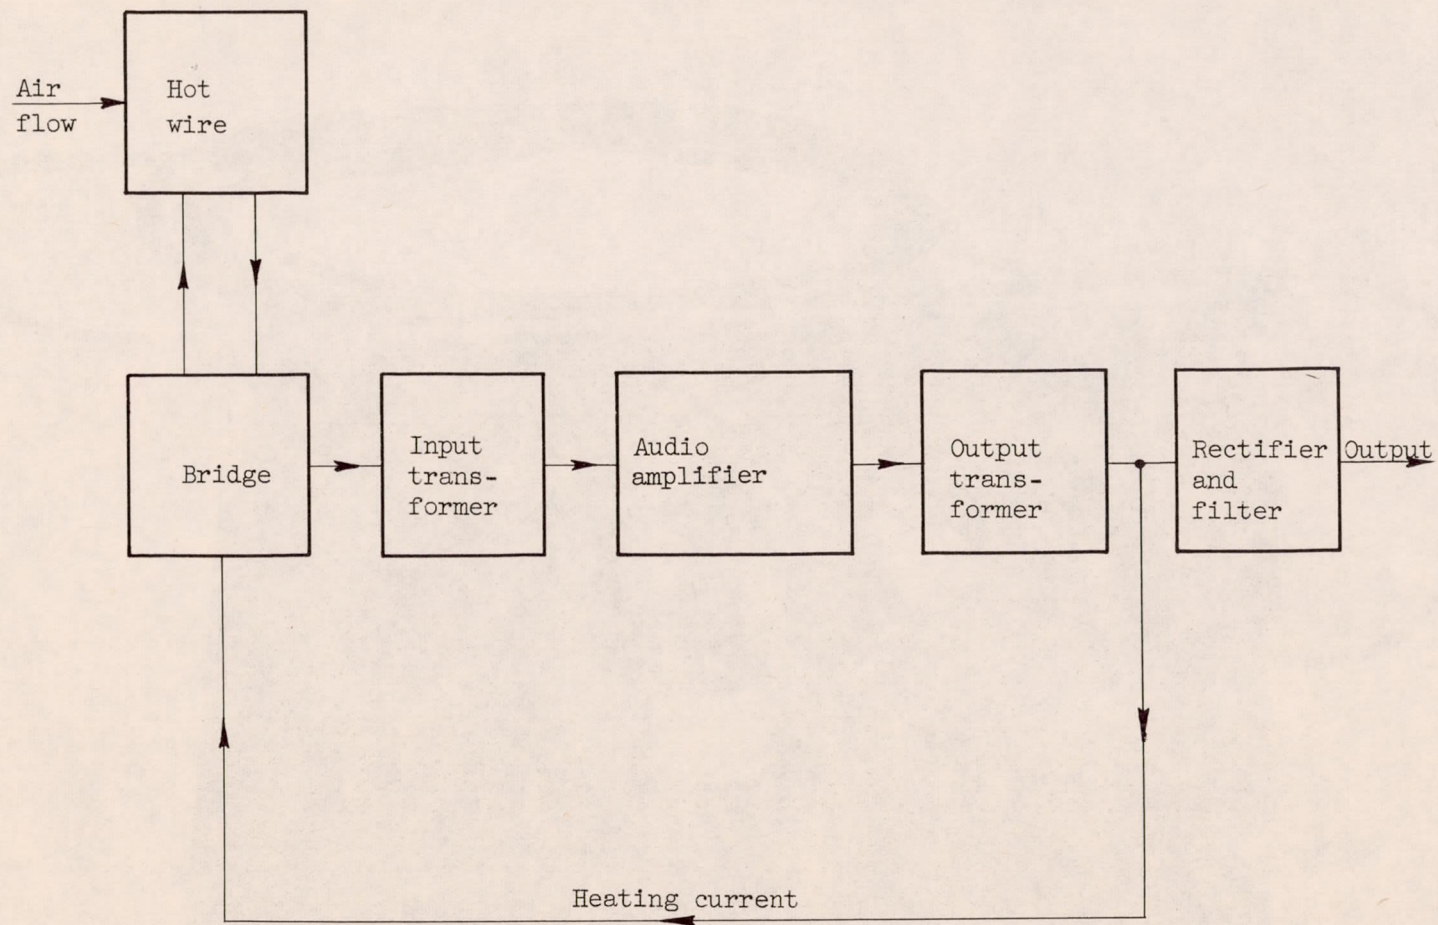 Air
flow
Hot
wire
Bridge
Input
trans-
former
Audio
amplifier
Output
trans-
former
Rectifier
and
filter
Output
Heating current